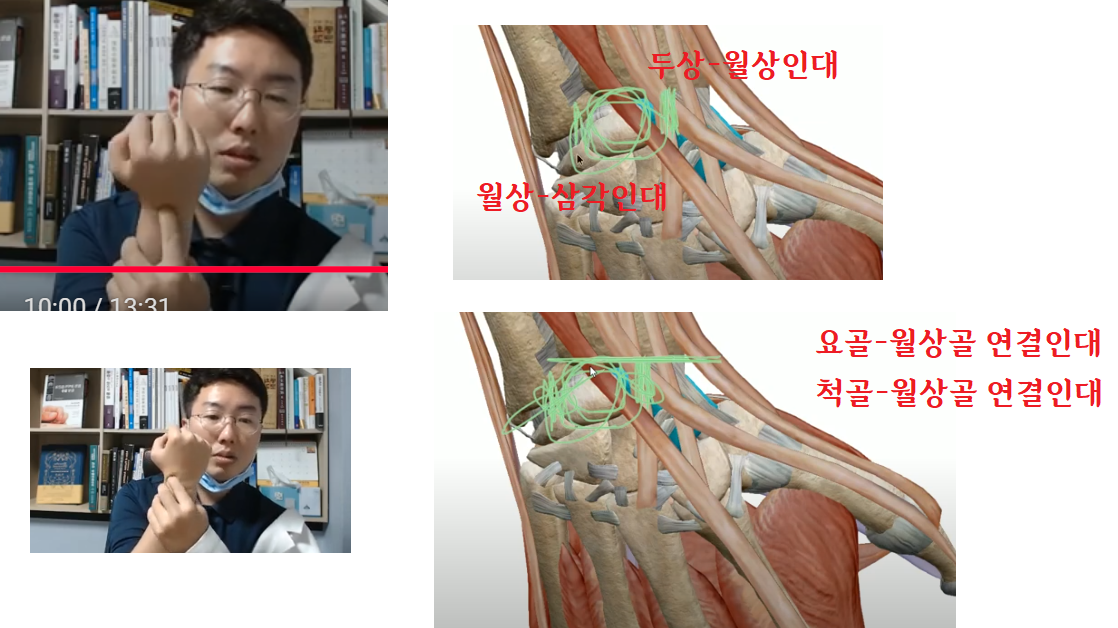 두상-월상인대
월상-삼각인대
10:00 / 13:31
요골-월상골 연결인대
척골-월상골 연결인대